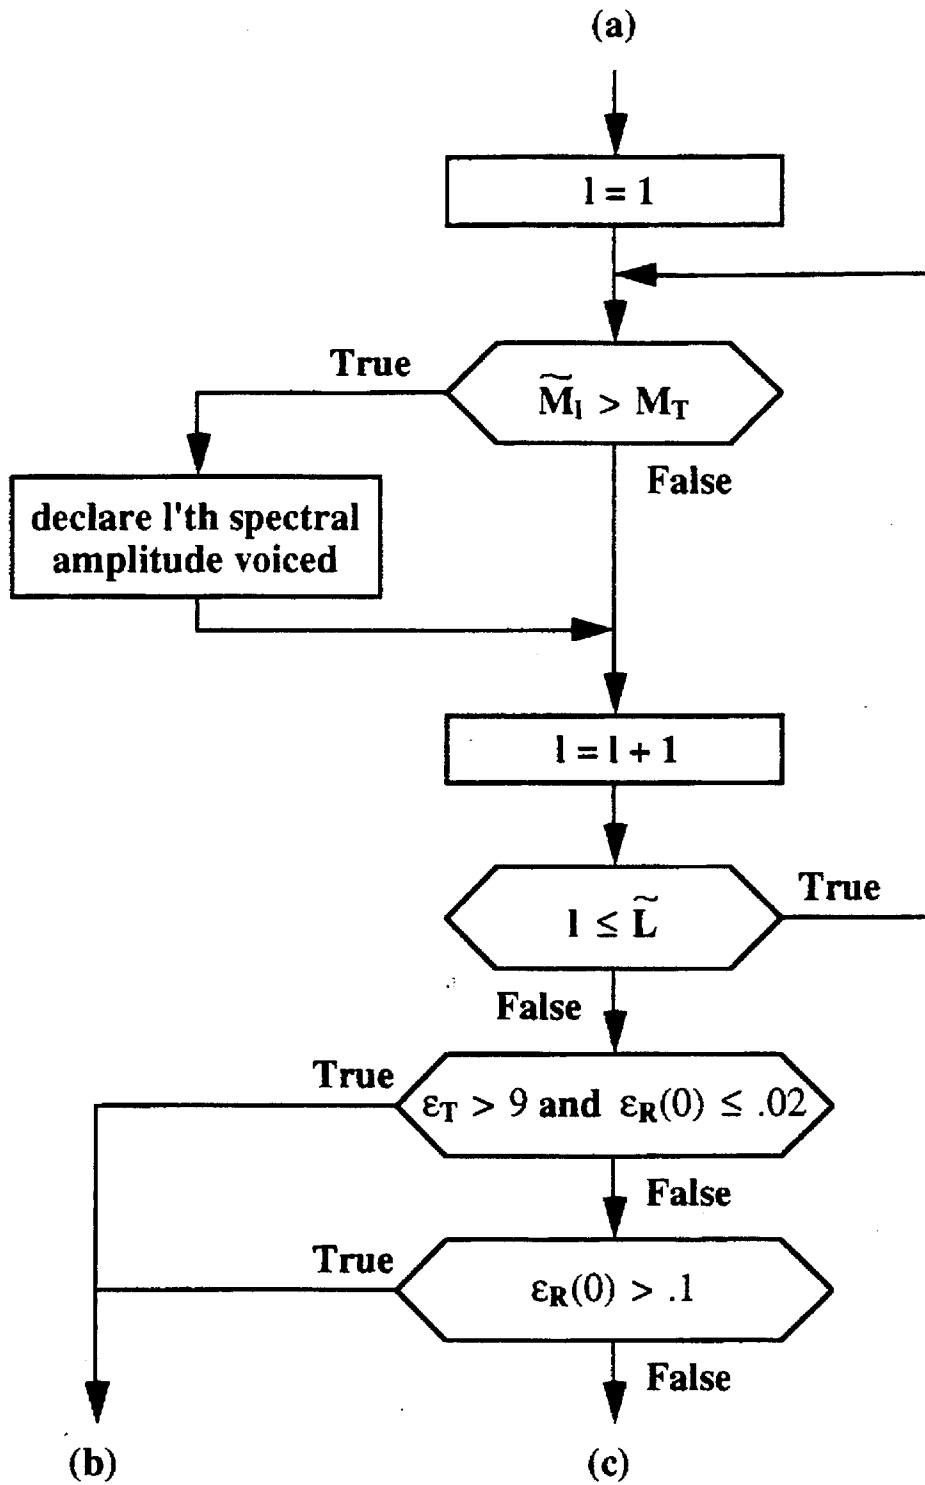 (a)
l = 1
True
M̃l > MT
False
declare l'th spectral
amplitude voiced
l = l + 1
True
l ≤ L̃
False
True
εT > 9 and εR(0) ≤ .02
False
True
εR(0) > .1
False
(b)
(c)